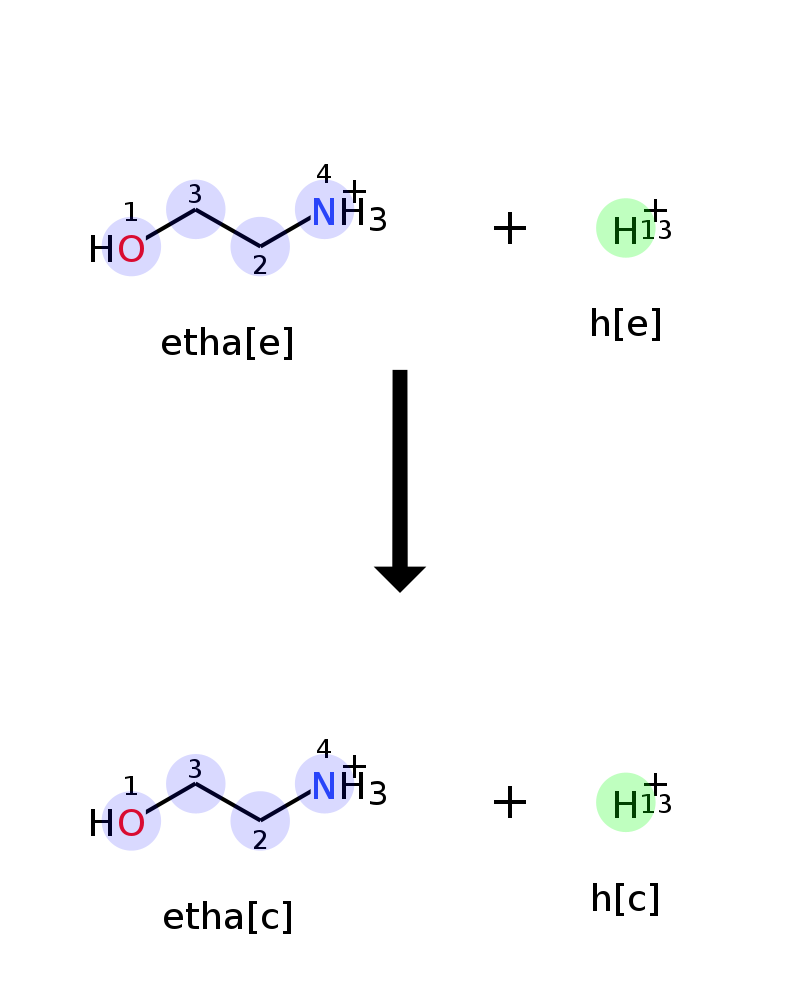 4
3
1
HO
NH3+
2
+
H+
13
etha[e]
h[e]
4
3
1
HO
NH3+
2
+
H+
13
etha[c]
h[c]